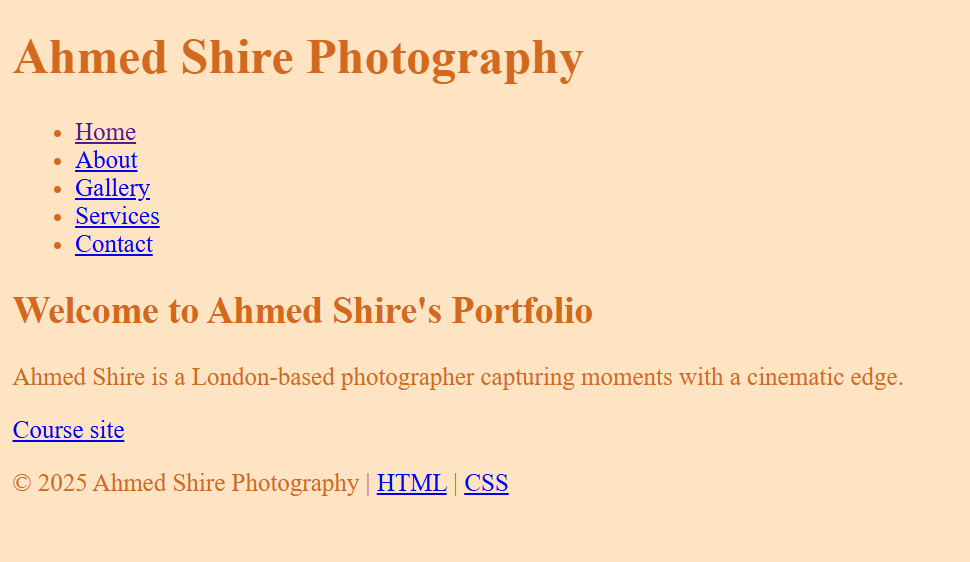 Ahmed Shire Photography
Home
About
Gallery
Services
Contact
Welcome to Ahmed Shire's Portfolio
Ahmed Shire is a London-based photographer capturing moments with a cinematic edge.
Course site
© 2025 Ahmed Shire Photography | HTML | CSS